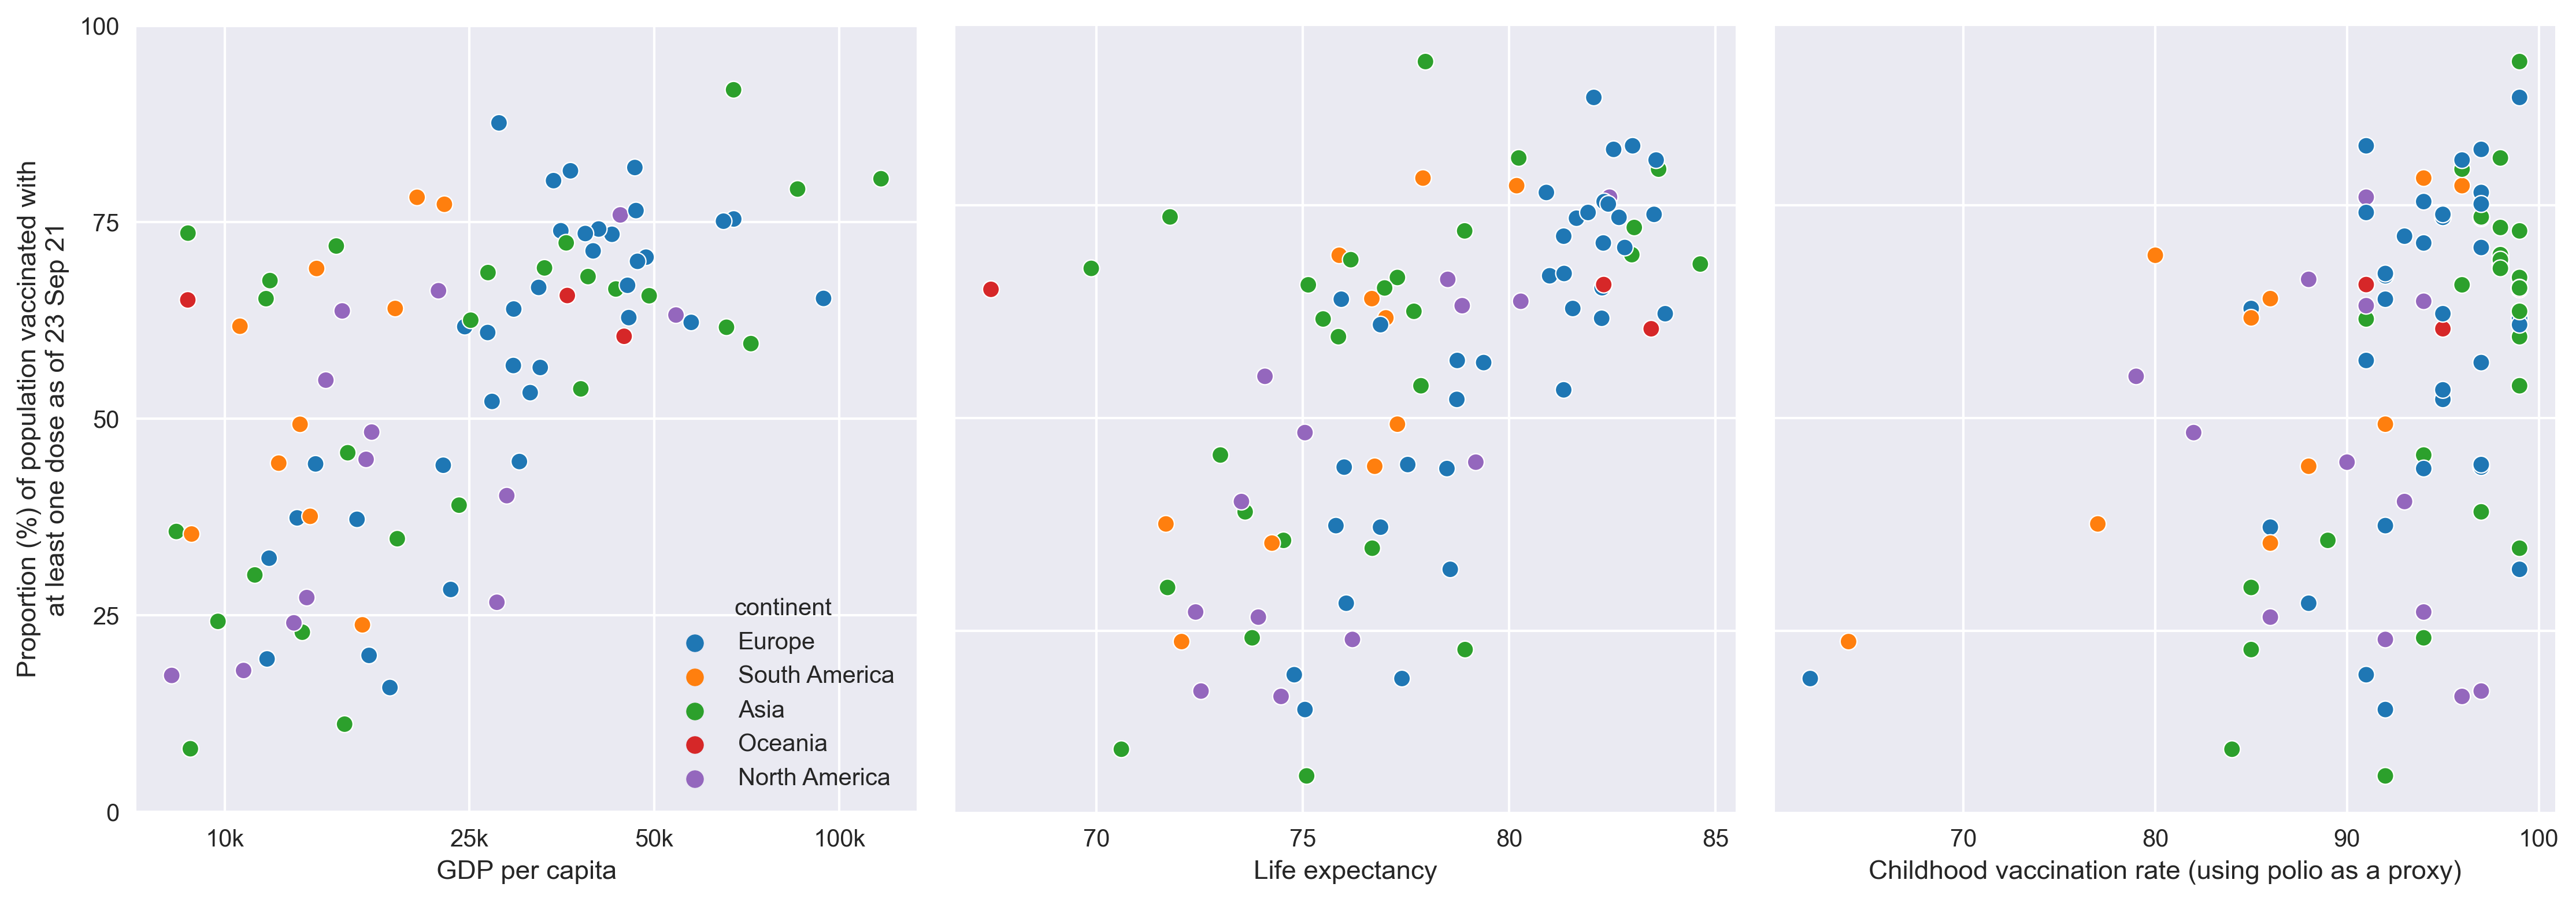 Proportion (%) of population vaccinated with
at least one dose as of 23 Sep 21
100
75
50
25
0
continent
Europe
South America
Asia
Oceania
North America
10k 25k 50k 100k
GDP per capita
70 75 80 85
Life expectancy
70 80 90 100
Childhood vaccination rate (using polio as a proxy)